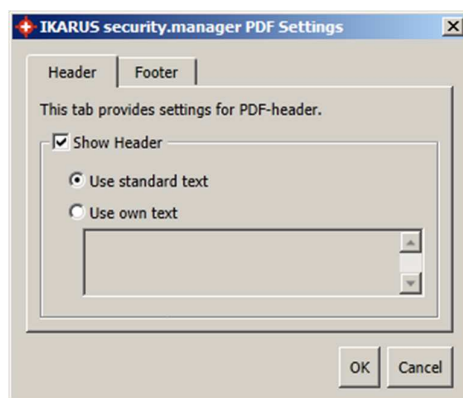 IKARUS security.manager PDF Settings
Header Footer
This tab provides settings for PDF-header.
Show Header
Use standard text
Use own text
OK Cancel